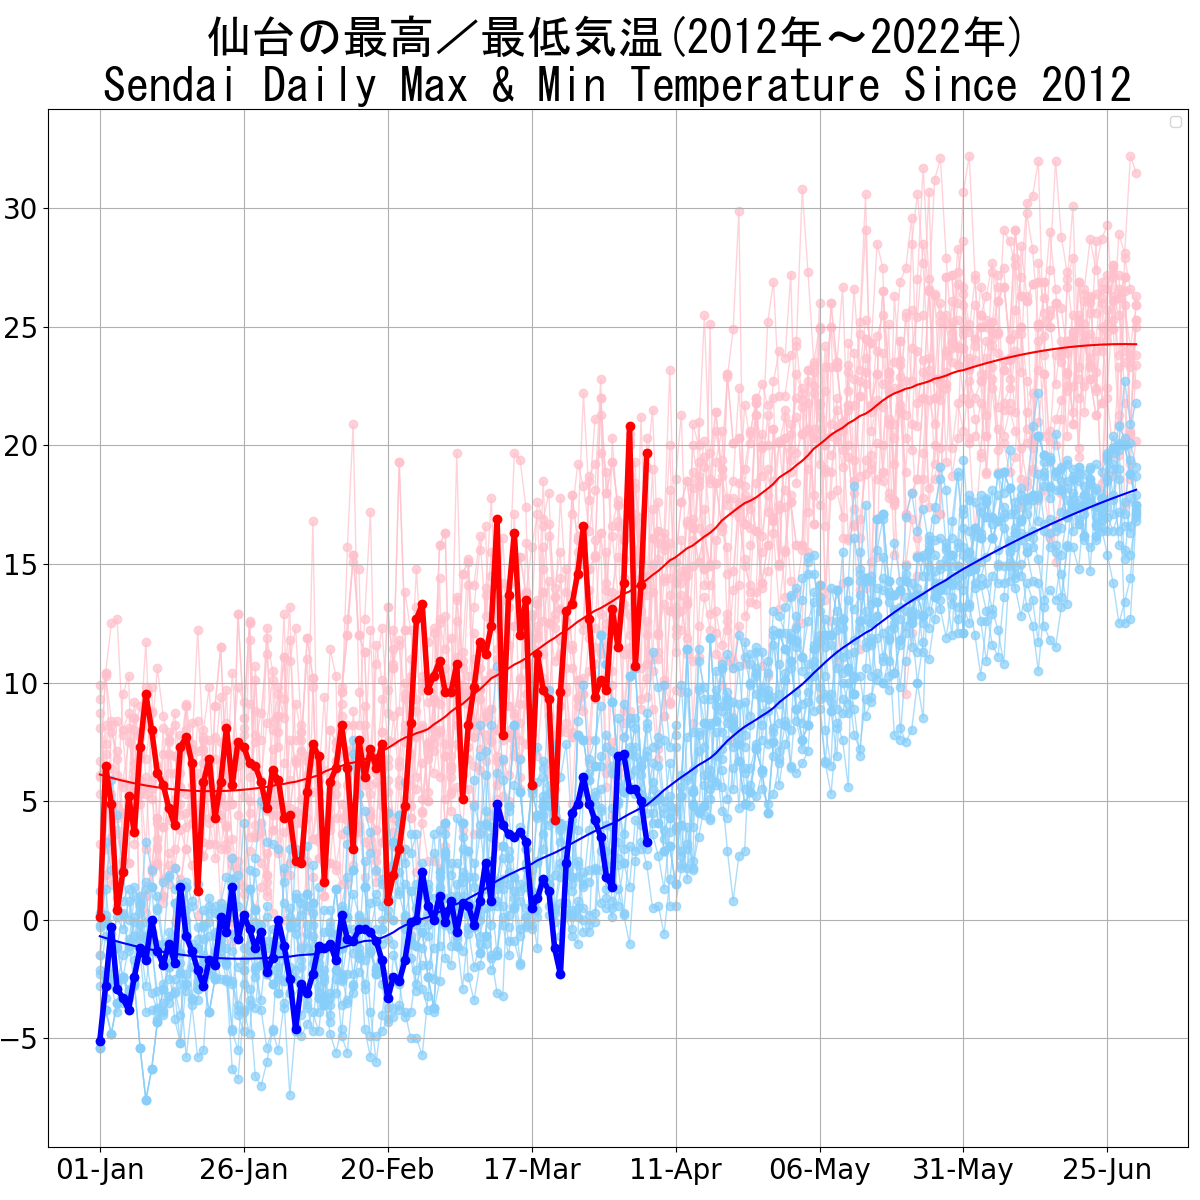 仙台の最高／最低気温(2012年～2022年)
Sendai Daily Max & Min Temperature Since 2012
30
25
20
15
10
5
0
−5
01-Jan 26-Jan 20-Feb 17-Mar 11-Apr 06-May 31-May 25-Jun